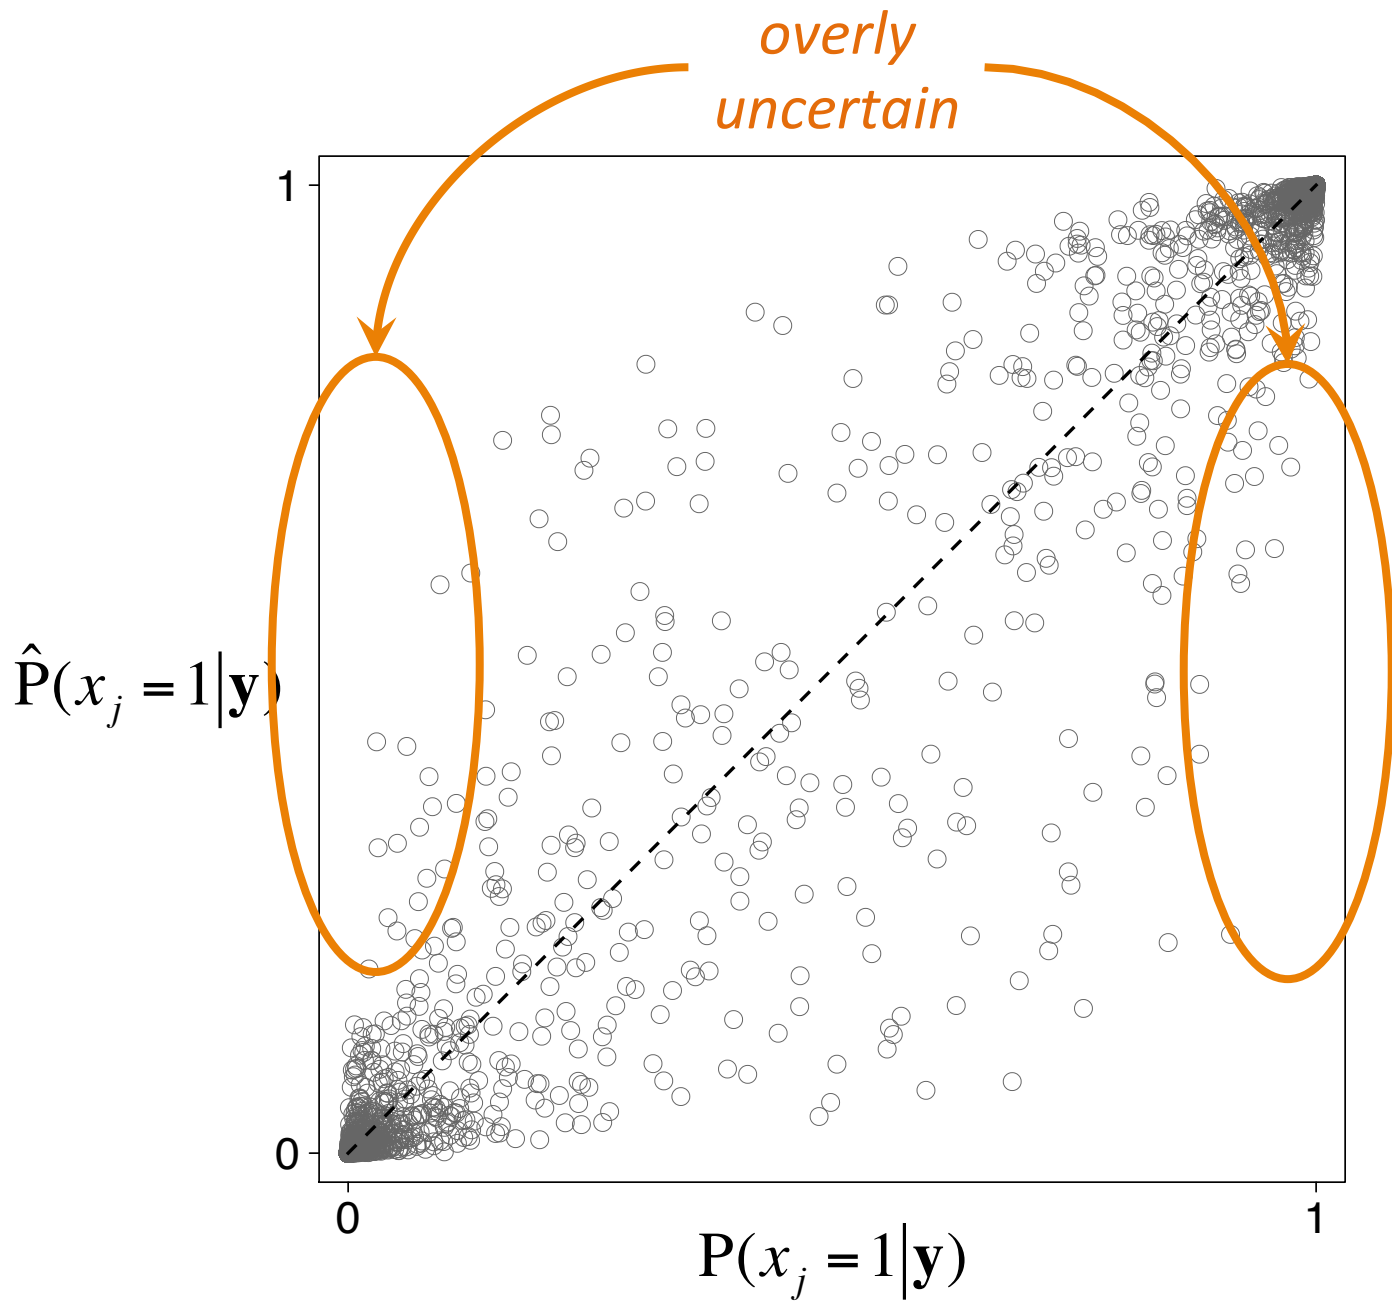 overly
uncertain
1
P̂(x_j = 1|y)
0
0
1
P(x_j = 1|y)